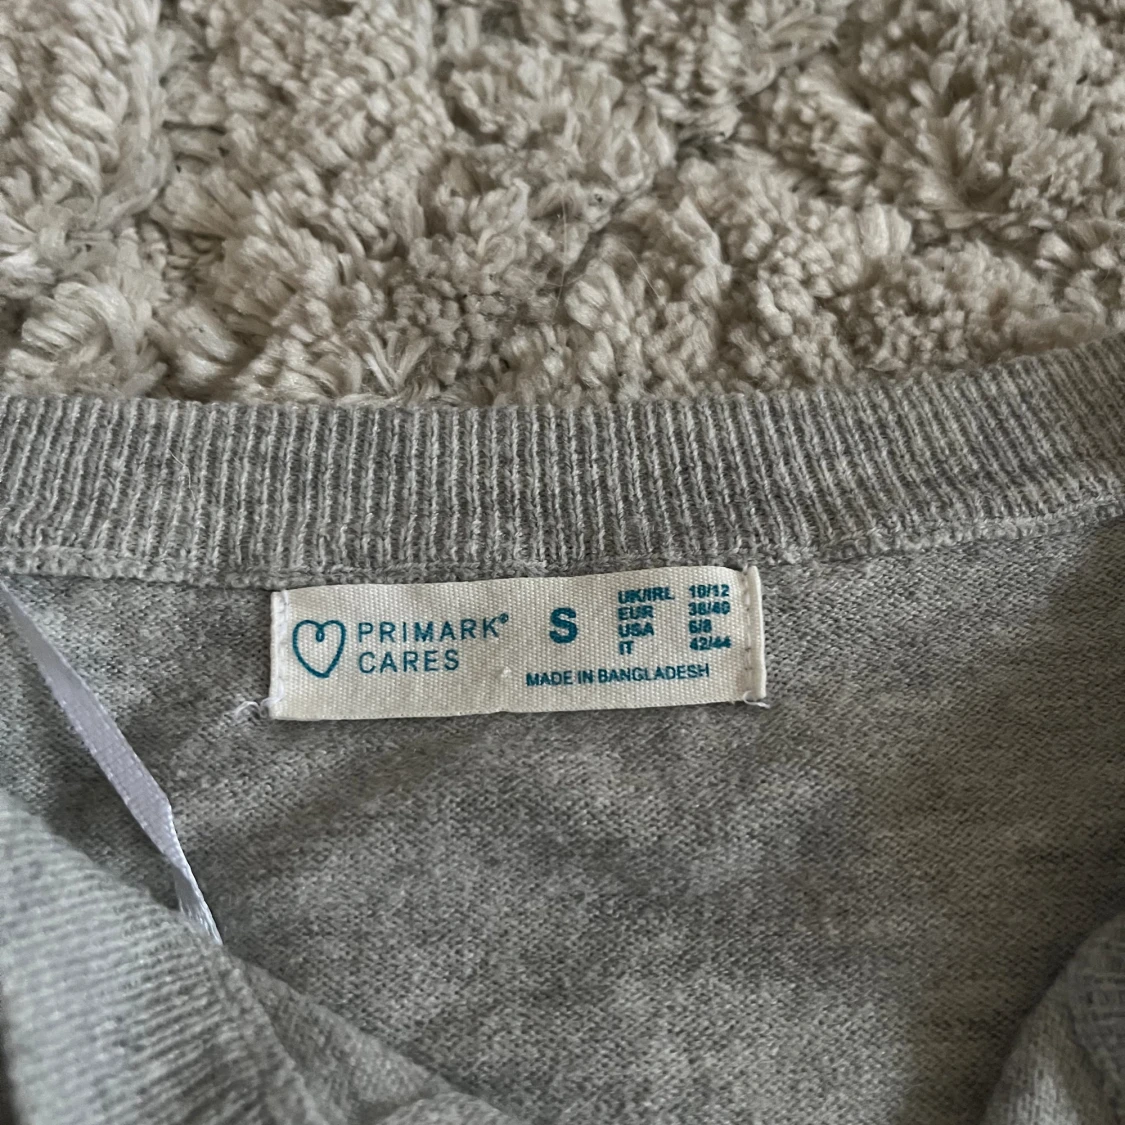 PRIMARK®
CARES
S
UK/IRL 10/12
EUR 38/40
USA 6/8
IT 42/44
MADE IN BANGLADESH